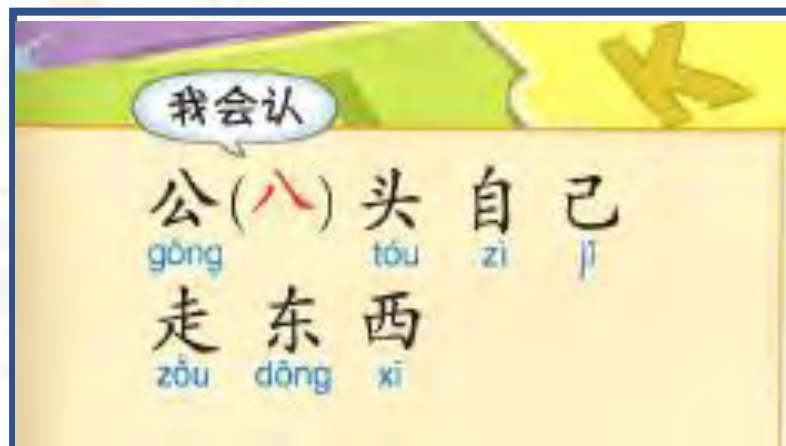 我会认
公(八) 头 自 己
gōng tóu zì jǐ
走 东 西
zǒu dōng xī